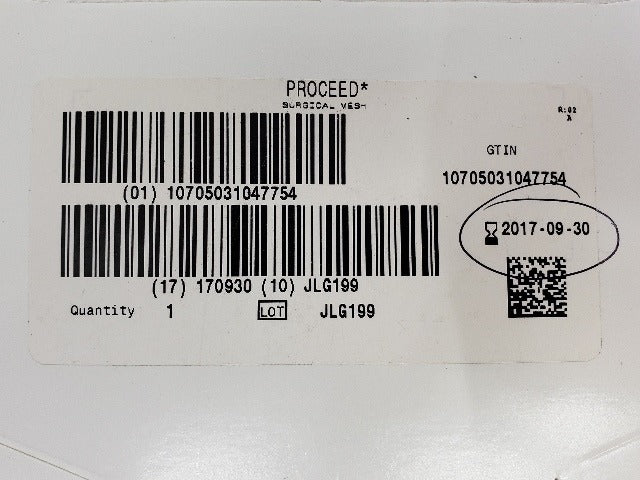 PROCEED*
SURGICAL MESH
R:02
A
GTIN
(01) 10705031047754
10705031047754
2017-09-30
(17) 170930 (10) JLG199
Quantity 1 LOT JLG199